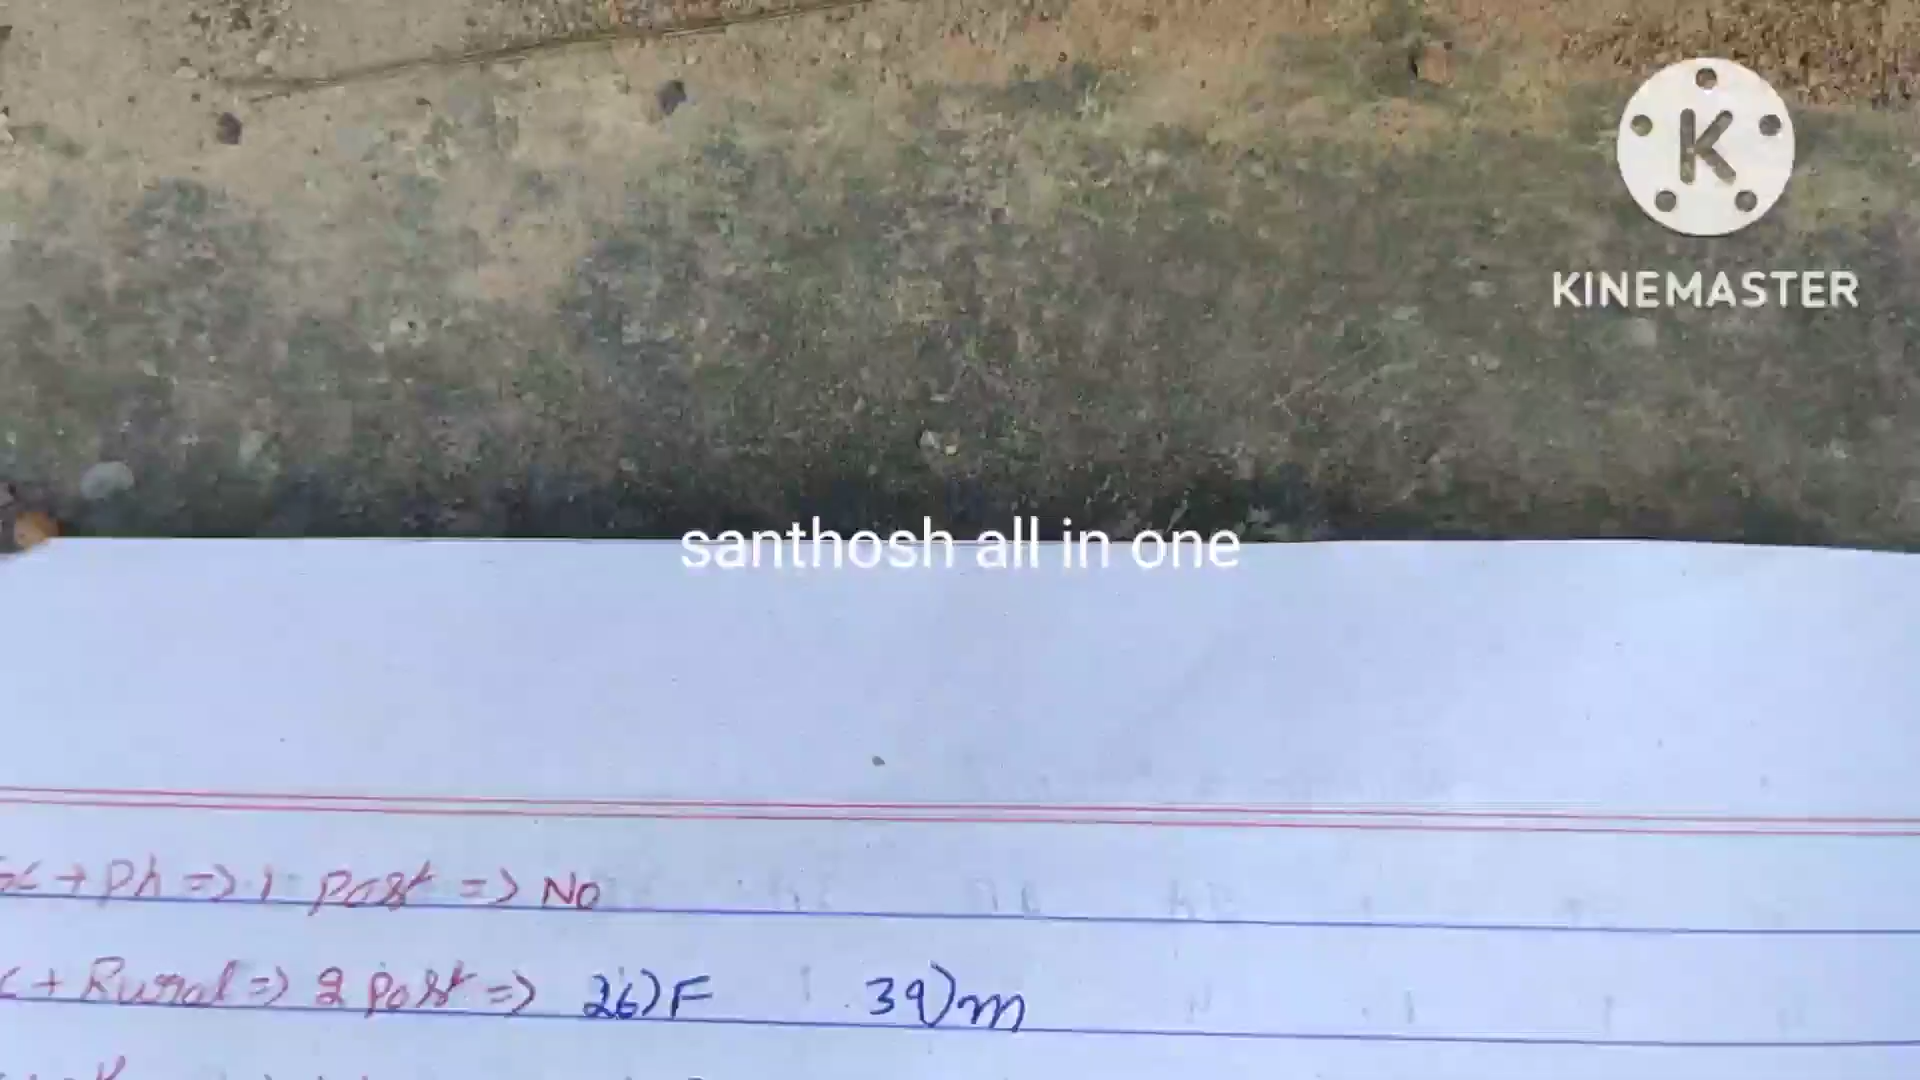 K
KINEMASTER
santhosh all in one
+ Ph => 1 post => No
+ Rural => 2 Post => 26) F 39) m